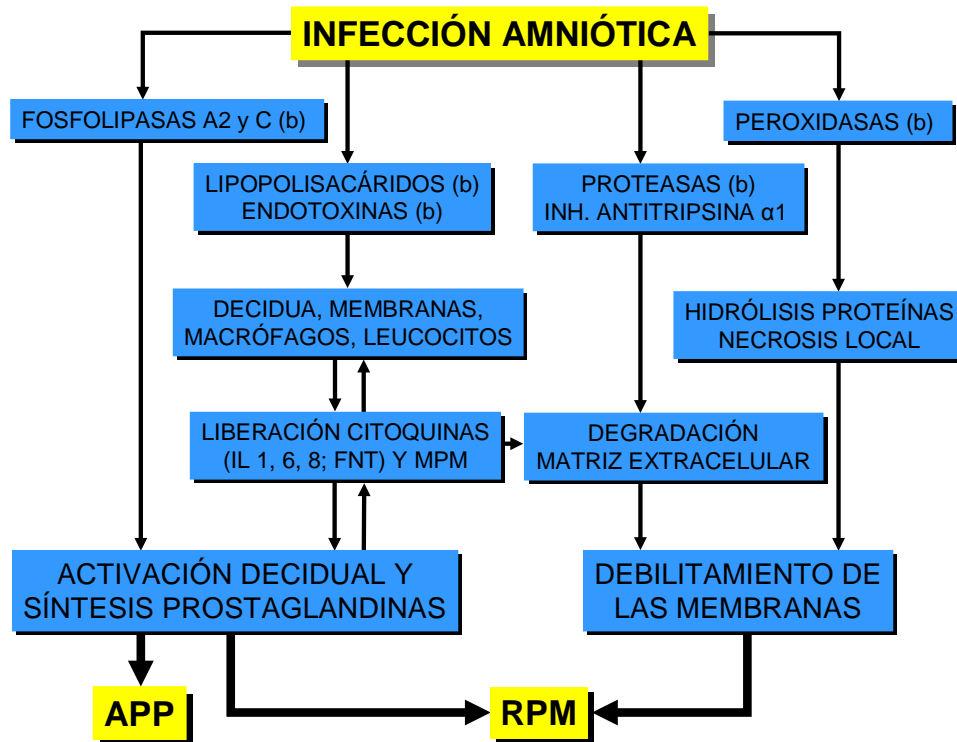 INFECCIÓN AMNIÓTICA
FOSFOLIPASAS A2 y C (b)
PEROXIDASAS (b)
LIPOPOLISACÁRIDOS (b)
ENDOTOXINAS (b)
PROTEASAS (b)
INH. ANTITRIPSINA α1
DECIDUA, MEMBRANAS,
MACRÓFAGOS, LEUCOCITOS
HIDRÓLISIS PROTEÍNAS
NECROSIS LOCAL
LIBERACIÓN CITOQUINAS
(IL 1, 6, 8; FNT) Y MPM
DEGRADACIÓN
MATRIZ EXTRACELULAR
ACTIVACIÓN DECIDUAL Y
SÍNTESIS PROSTAGLANDINAS
DEBILITAMIENTO DE
LAS MEMBRANAS
APP
RPM